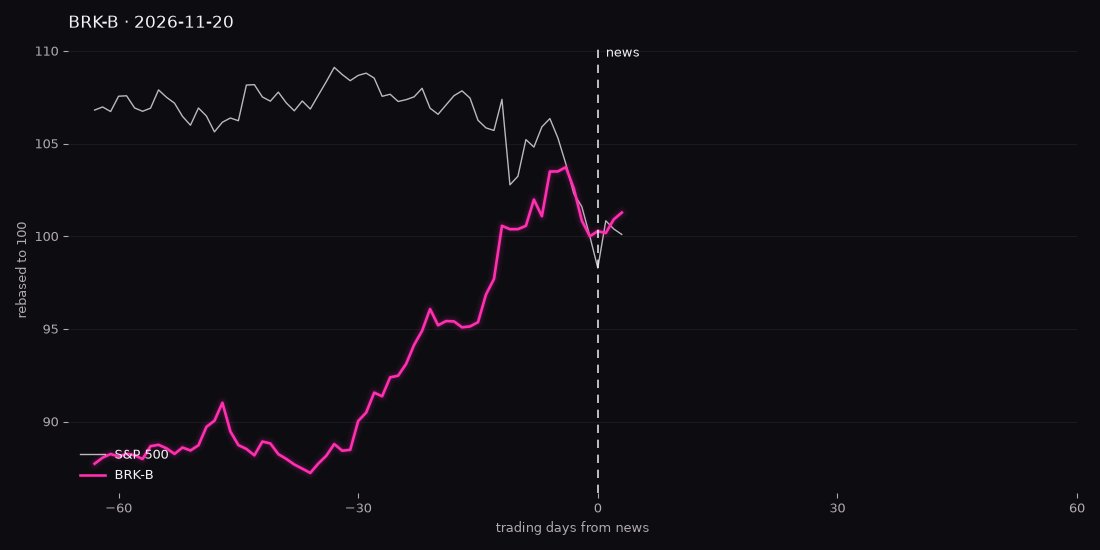 BRK-B · 2026-11-20
news
110
105
100
95
90
rebased to 100
S&P 500
BRK-B
−60
−30
0
30
60
trading days from news